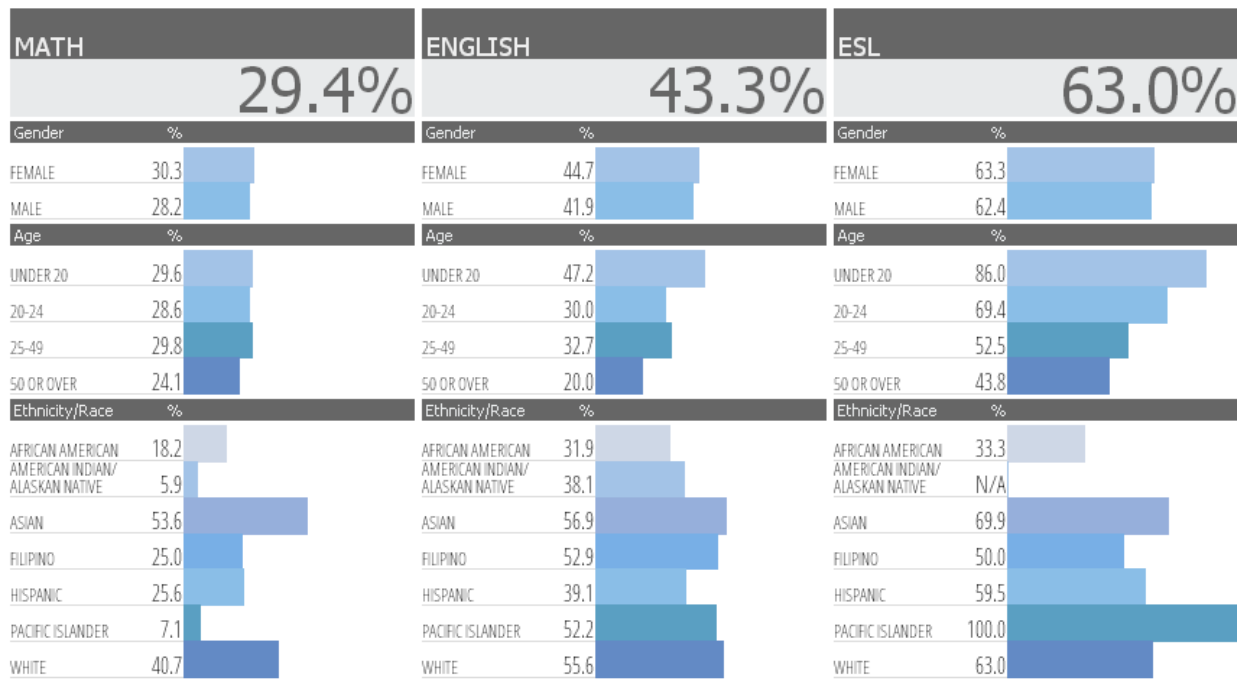 MATH
29.4%
Gender %
FEMALE 30.3
MALE 28.2
Age %
UNDER 20 29.6
20-24 28.6
25-49 29.8
50 OR OVER 24.1
Ethnicity/Race %
AFRICAN AMERICAN 18.2
AMERICAN INDIAN/
ALASKAN NATIVE 5.9
ASIAN 53.6
FILIPINO 25.0
HISPANIC 25.6
PACIFIC ISLANDER 7.1
WHITE 40.7
ENGLISH
43.3%
Gender %
FEMALE 44.7
MALE 41.9
Age %
UNDER 20 47.2
20-24 30.0
25-49 32.7
50 OR OVER 20.0
Ethnicity/Race %
AFRICAN AMERICAN 31.9
AMERICAN INDIAN/
ALASKAN NATIVE 38.1
ASIAN 56.9
FILIPINO 52.9
HISPANIC 39.1
PACIFIC ISLANDER 52.2
WHITE 55.6
ESL
63.0%
Gender %
FEMALE 63.3
MALE 62.4
Age %
UNDER 20 86.0
20-24 69.4
25-49 52.5
50 OR OVER 43.8
Ethnicity/Race %
AFRICAN AMERICAN 33.3
AMERICAN INDIAN/
ALASKAN NATIVE N/A
ASIAN 69.9
FILIPINO 50.0
HISPANIC 59.5
PACIFIC ISLANDER 100.0
WHITE 63.0